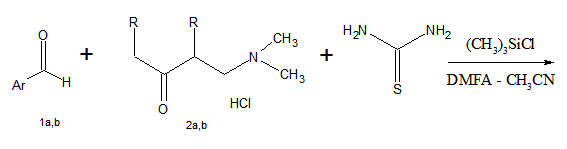 O
Ar
H
1a,b
+
R
R
N
CH₃
CH₃
O
HCl
2a,b
+
H₂N
NH₂
S
(CH₃)₃SiCl
DMFA - CH₃CN